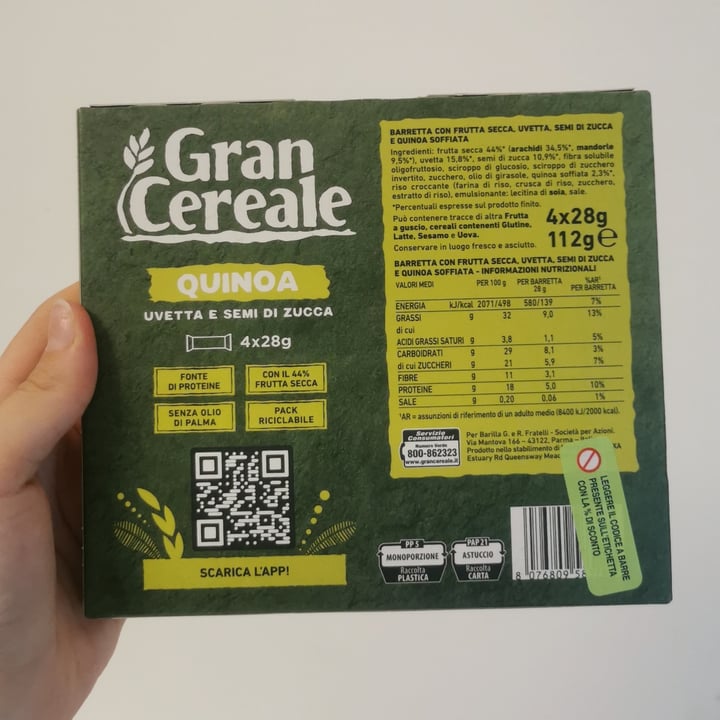 Gran
Cereale
QUINOA
UVETTA E SEMI DI ZUCCA
4x28g
FONTE
DI PROTEINE
CON IL 44%
FRUTTA SECCA
SENZA OLIO
DI PALMA
PACK
RICICLABILE
SCARICA L'APP!
BARRETTA CON FRUTTA SECCA, UVETTA, SEMI DI ZUCCA
E QUINOA SOFFIATA
Ingredienti: frutta secca 44%* (arachidi 34,5%*, mandorle
9,5%*), uvetta 15,8%*, semi di zucca 10,9%*, fibra solubile
oligofruttosio, sciroppo di glucosio, sciroppo di zucchero
invertito, zucchero, olio di girasole, quinoa soffiata 2,3%*,
riso croccante (farina di riso, crusca di riso, zucchero,
estratto di riso), emulsionante: lecitina di soia, sale.
*Percentuali espresse sul prodotto finito.
Può contenere tracce di altra Frutta
a guscio, cereali contenenti Glutine,
Latte, Sesamo e Uova.
Conservare in luogo fresco e asciutto.
4x28g
112g ℮
BARRETTA CON FRUTTA SECCA, UVETTA, SEMI DI ZUCCA
E QUINOA SOFFIATA - INFORMAZIONI NUTRIZIONALI
VALORI MEDI PER 100 g PER BARRETTA 28 g %AR¹ PER BARRETTA
ENERGIA kJ/kcal 2071/498 580/139 7%
GRASSI g 32 9,0 13%
di cui
ACIDI GRASSI SATURI g 3,8 1,1 5%
CARBOIDRATI g 29 8,1 3%
di cui ZUCCHERI g 21 5,9 7%
FIBRE g 11 3,1
PROTEINE g 18 5,0 10%
SALE g 0,20 0,06 1%
¹AR = assunzioni di riferimento di un adulto medio (8400 kJ/2000 kcal).
Servizio
Consumatori
Numero Verde
800-862323
www.grancereale.it
Per Barilla G. e R. Fratelli - Società per Azioni.
Via Mantova 166 - 43122, Parma
Prodotto nello stabilimento di
Estuary Rd Queensway
PP 5
MONOPORZIONE
Raccolta
PLASTICA
PAP 21
ASTUCCIO
Raccolta
CARTA
8 076809
LEGGERE IL CODICE A BARRE
PRESENTE SULL'ETICHETTA
CON LA % DI SCONTO